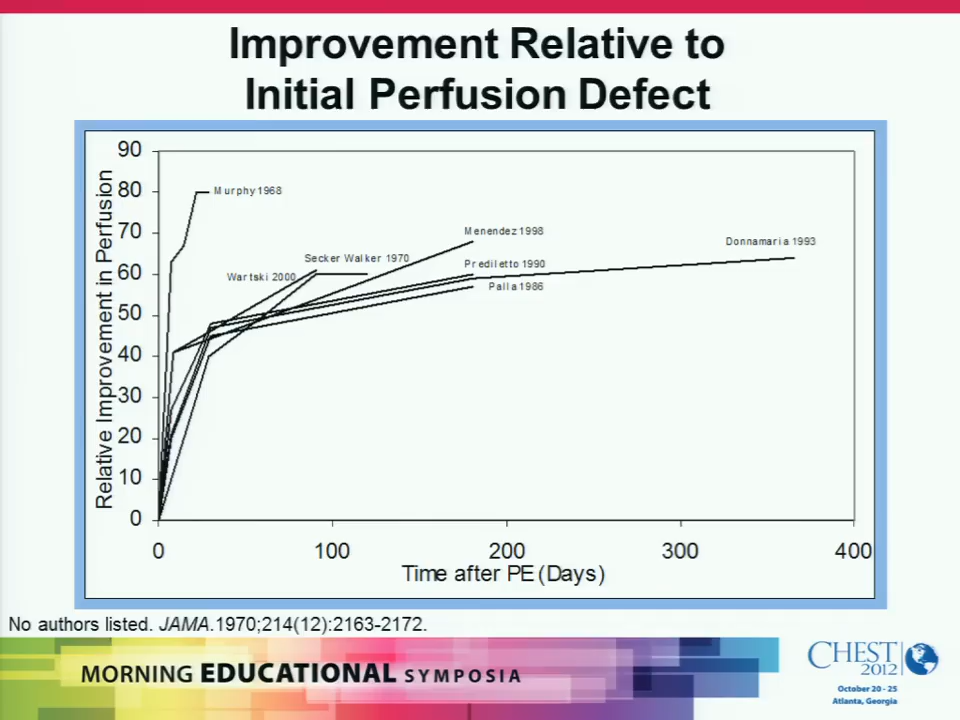 Improvement Relative to
Initial Perfusion Defect
Relative Improvement in Perfusion
90
80
70
60
50
40
30
20
10
0
Murphy 1968
Menendez 1998
Donnamaria 1993
Secker Walker 1970
Prediletto 1990
Wartski 2000
Palla 1986
0 100 200 300 400
Time after PE (Days)
No authors listed. JAMA.1970;214(12):2163-2172.
MORNING EDUCATIONAL SYMPOSIA
CHEST
2012
October 20 - 25
Atlanta, Georgia